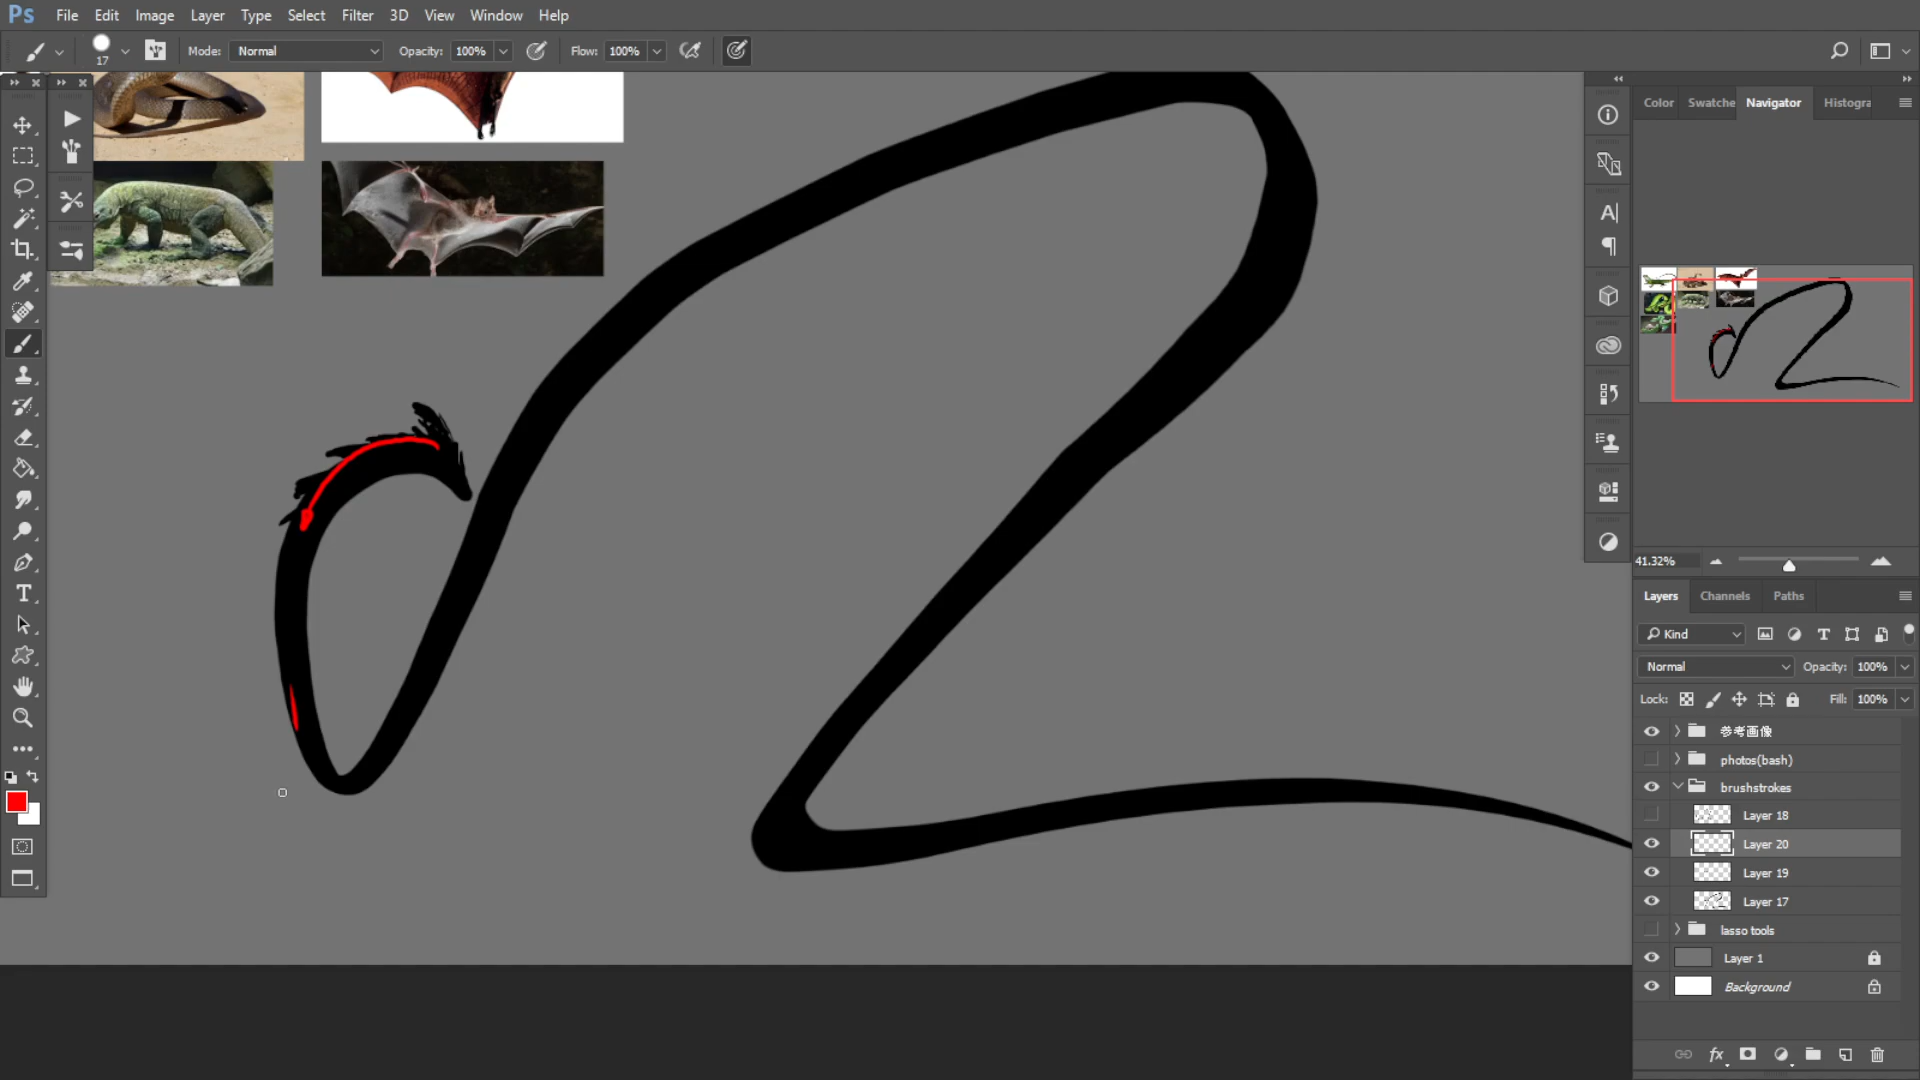 Ps File Edit Image Layer Type Select Filter 3D View Window Help
17 Mode: Normal Opacity: 100% Flow: 100%
Color Swatche Navigator Histogra
41.32%
Layers Channels Paths
Kind
Normal Opacity: 100%
Lock: Fill: 100%
参考画像
photos(bash)
brushstrokes
Layer 18
Layer 20
Layer 19
Layer 17
lasso tools
Layer 1
Background
fx